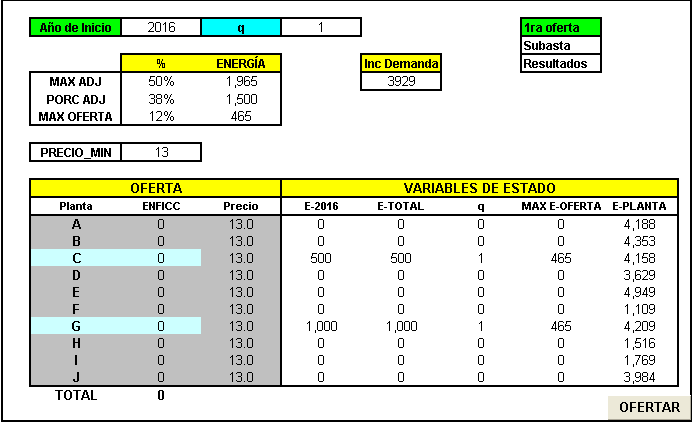 Año de Inicio 2016 q 1 1ra oferta
Subasta
% ENERGÍA Inc Demanda Resultados
MAX ADJ 50% 1,965 3929
PORC ADJ 38% 1,500
MAX OFERTA 12% 465
PRECIO_MIN 13
OFERTA VARIABLES DE ESTADO
Planta ENFICC Precio E-2016 E-TOTAL q MAX E-OFERTA E-PLANTA
A 0 13.0 0 0 0 0 4,188
B 0 13.0 0 0 0 0 4,353
C 0 13.0 500 500 1 465 4,158
D 0 13.0 0 0 0 0 3,629
E 0 13.0 0 0 0 0 4,949
F 0 13.0 0 0 0 0 1,109
G 0 13.0 1,000 1,000 1 465 4,209
H 0 13.0 0 0 0 0 1,516
I 0 13.0 0 0 0 0 1,769
J 0 13.0 0 0 0 0 3,984
TOTAL 0
OFERTAR